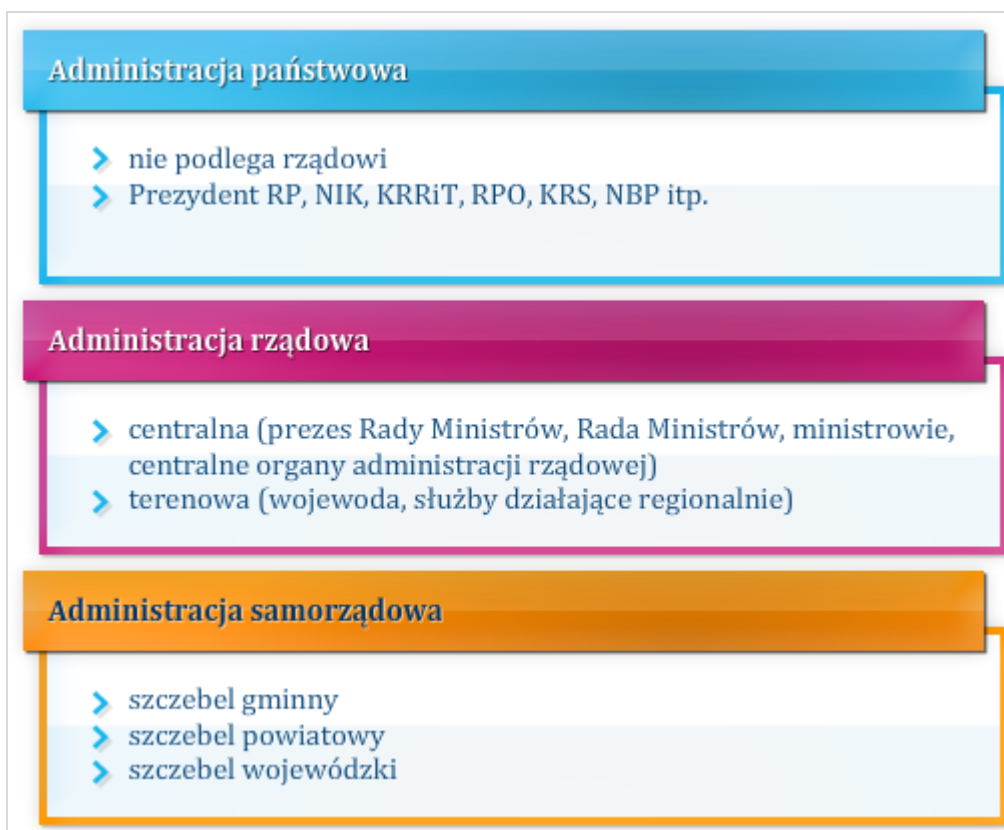 Administracja państwowa
nie podlega rządowi
Prezydent RP, NIK, KRRiT, RPO, KRS, NBP itp.
Administracja rządowa
centralna (prezes Rady Ministrów, Rada Ministrów, ministrowie,
centralne organy administracji rządowej)
terenowa (wojewoda, służby działające regionalnie)
Administracja samorządowa
szczebel gminny
szczebel powiatowy
szczebel wojewódzki